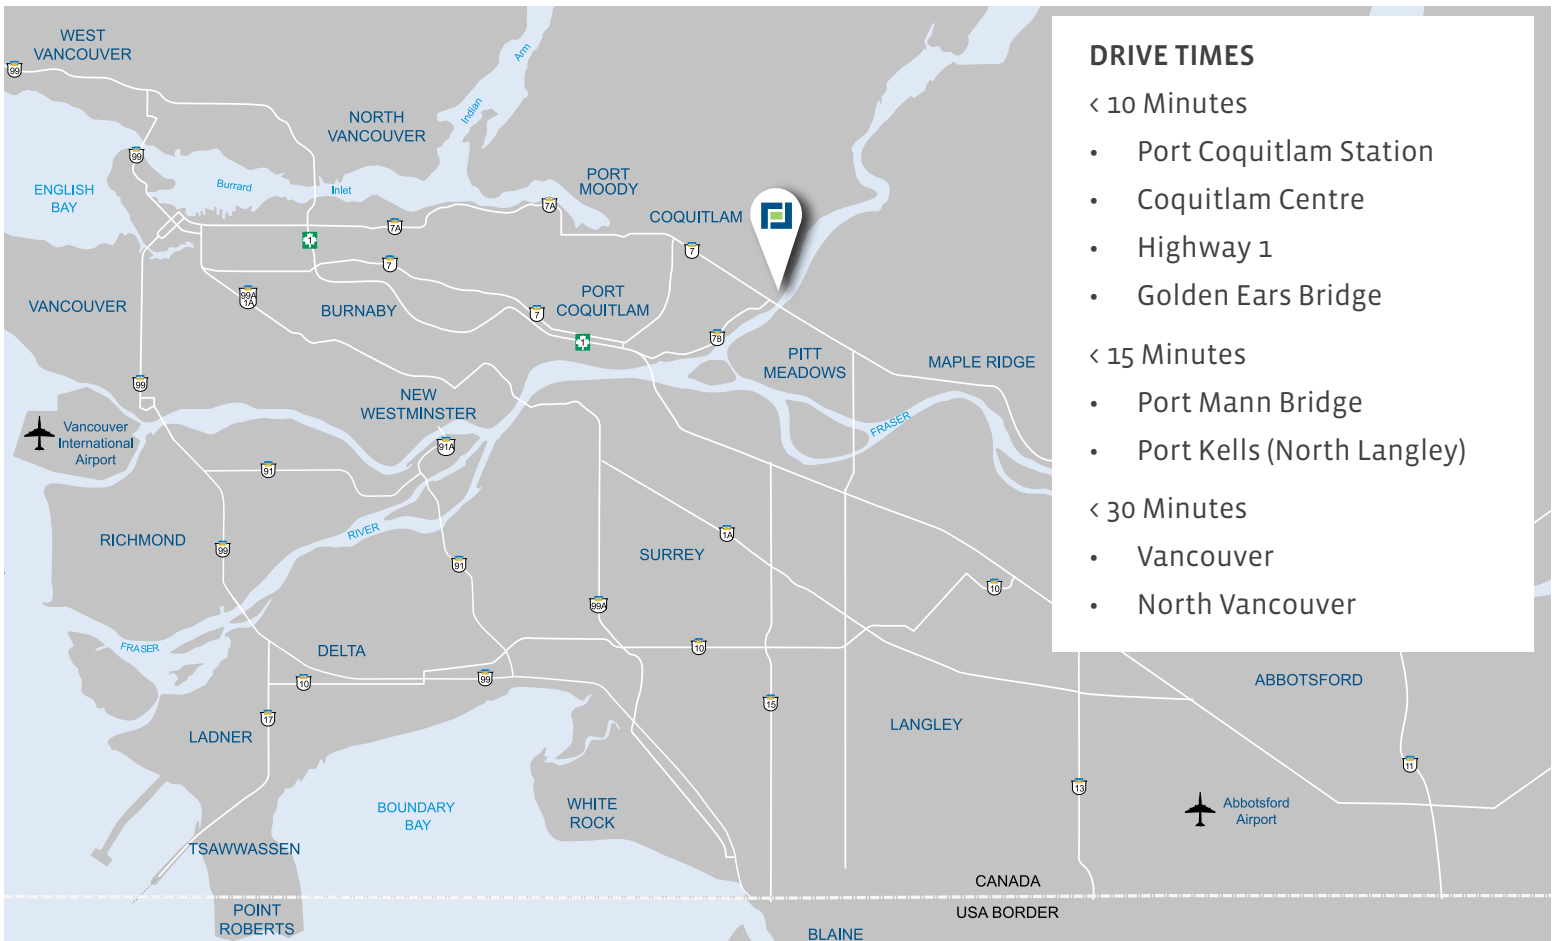 WEST
VANCOUVER
99
NORTH
VANCOUVER
Indian
Arm
99
ENGLISH
BAY
Burrard
Inlet
PORT
MOODY
7A
7A
COQUITLAM
1
7
7
99A
1A
VANCOUVER
BURNABY
PORT
COQUITLAM
7
1
7B
PITT
MEADOWS
MAPLE RIDGE
99
NEW
WESTMINSTER
FRASER
Vancouver
International
Airport
91A
91
RICHMOND
RIVER
99
91
SURREY
1A
10
99A
FRASER
DELTA
10
10
99
17
15
LADNER
LANGLEY
ABBOTSFORD
11
13
BOUNDARY
BAY
WHITE
ROCK
Abbotsford
Airport
TSAWWASSEN
CANADA
USA BORDER
POINT
ROBERTS
BLAINE
DRIVE TIMES
< 10 Minutes
• Port Coquitlam Station
• Coquitlam Centre
• Highway 1
• Golden Ears Bridge
< 15 Minutes
• Port Mann Bridge
• Port Kells (North Langley)
< 30 Minutes
• Vancouver
• North Vancouver